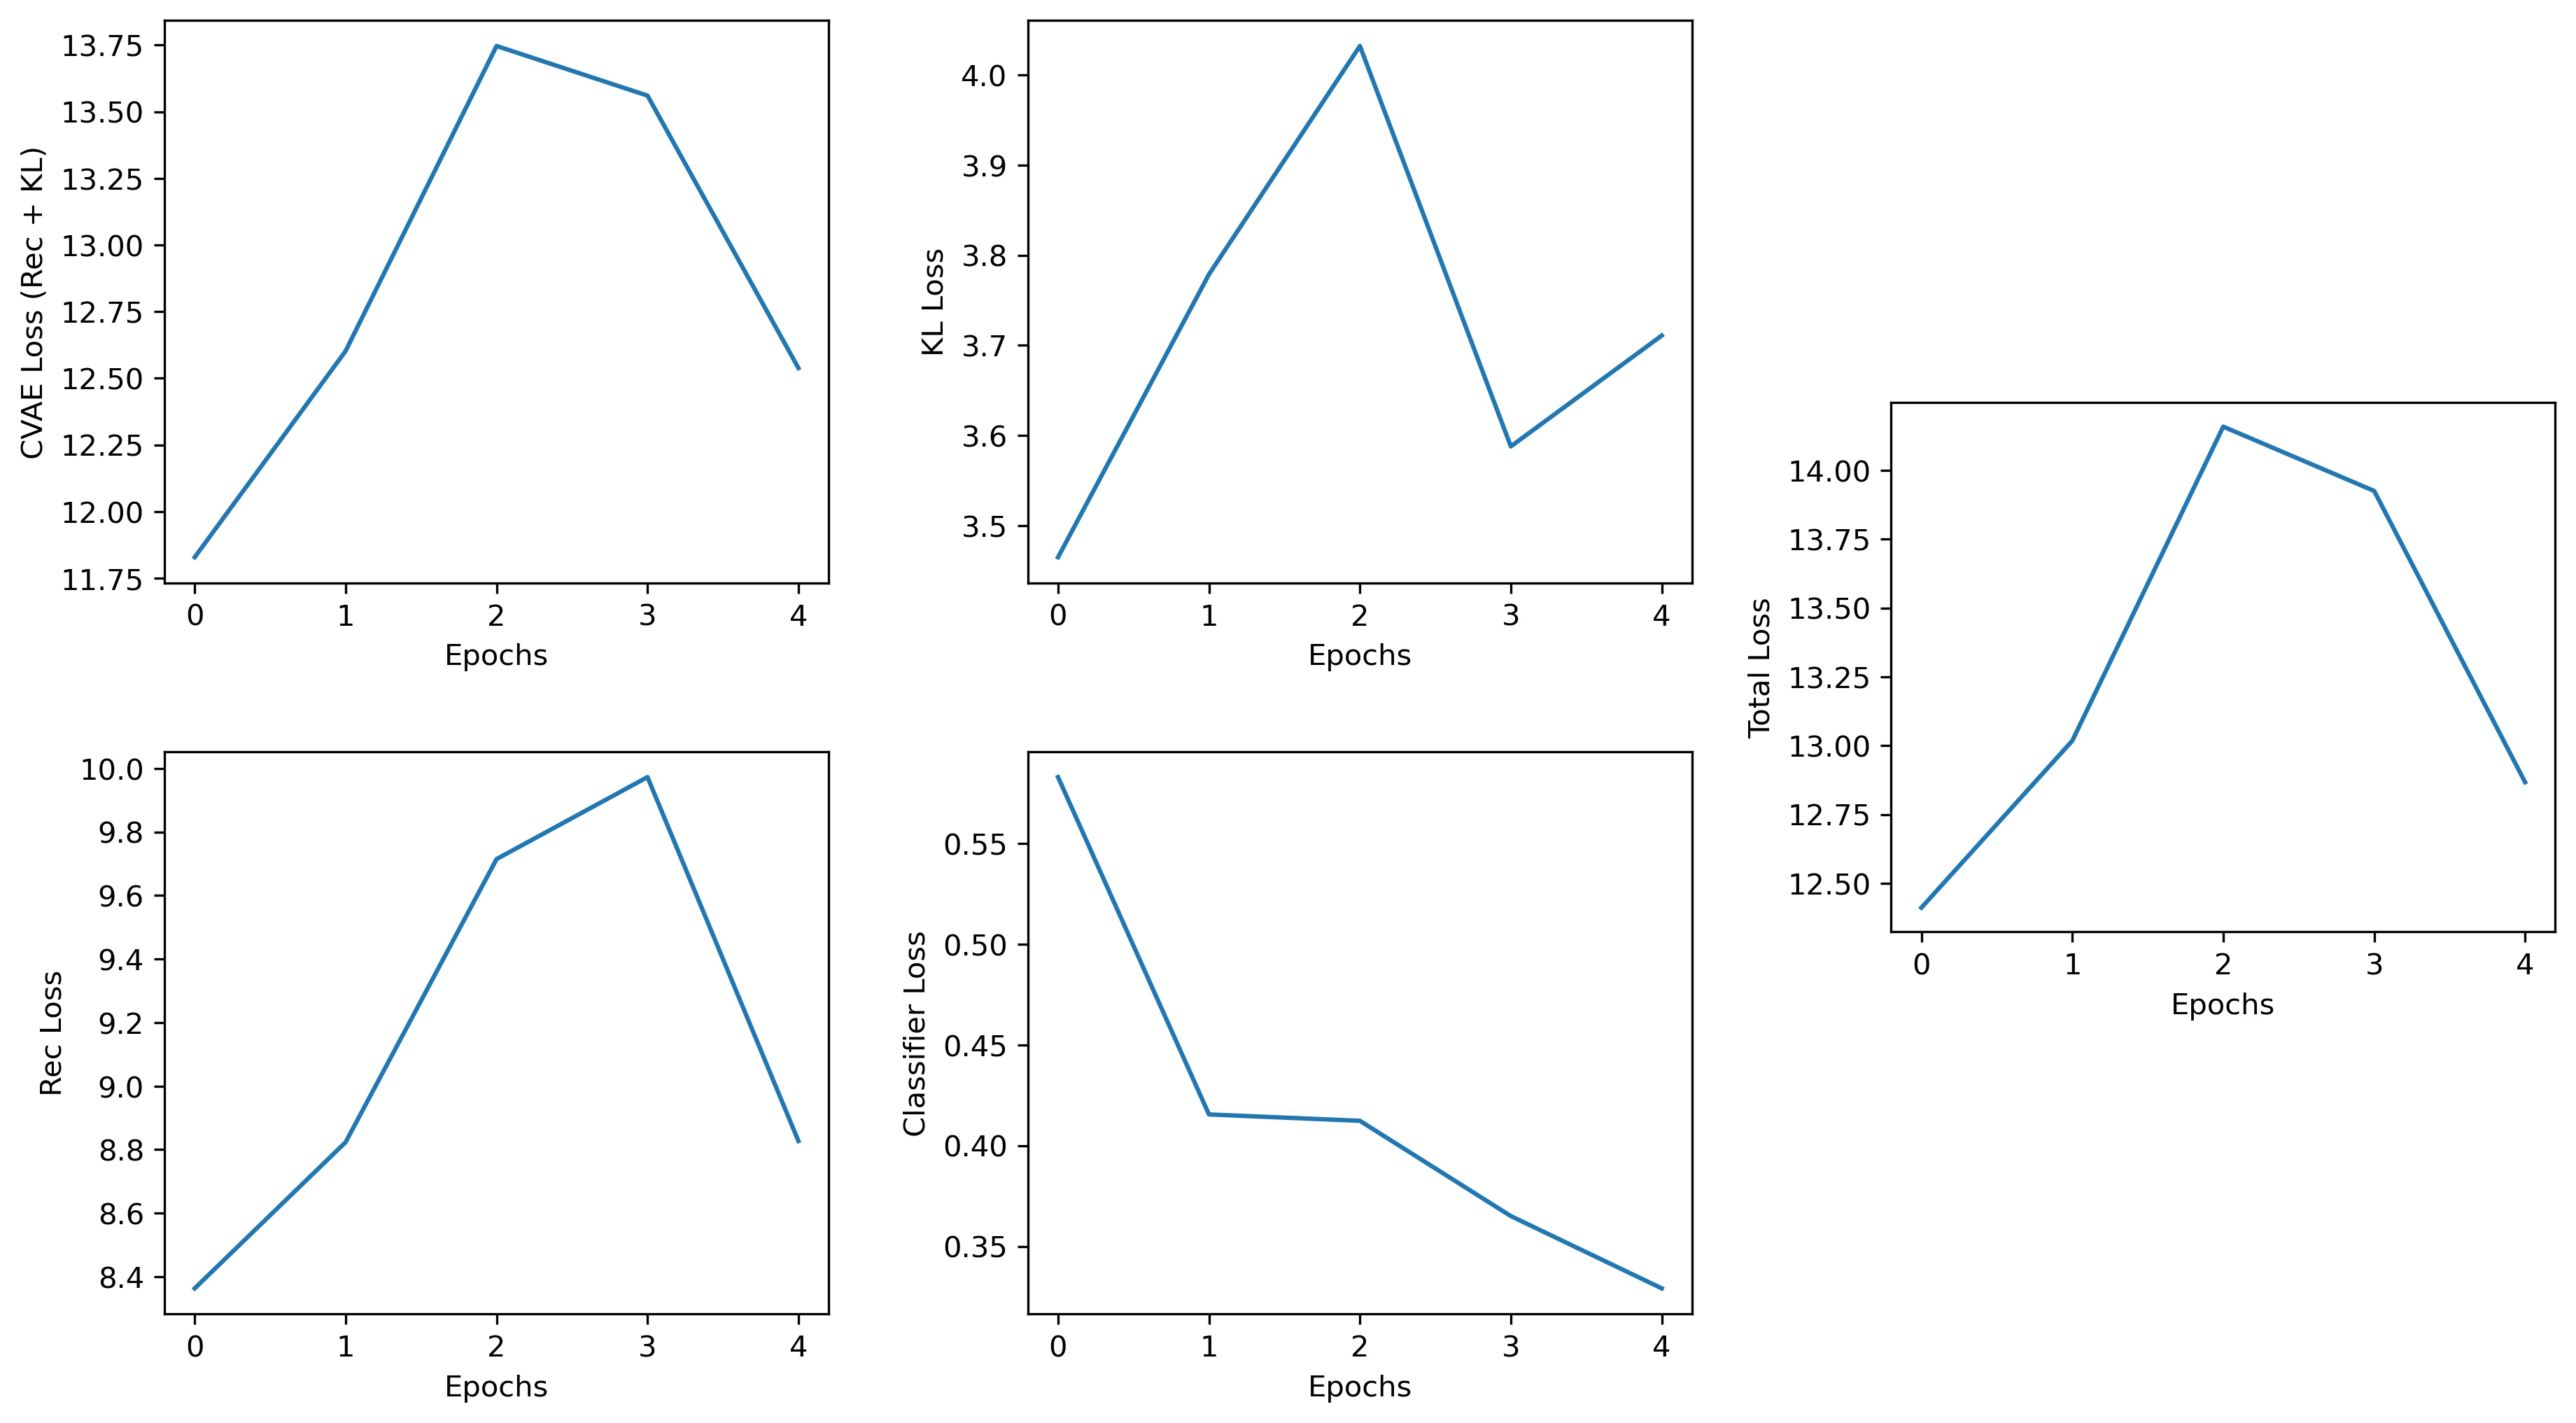 CVAE Loss (Rec + KL)
13.75
13.50
13.25
13.00
12.75
12.50
12.25
12.00
11.75
0 1 2 3 4
Epochs
KL Loss
4.0
3.9
3.8
3.7
3.6
3.5
0 1 2 3 4
Epochs
Rec Loss
10.0
9.8
9.6
9.4
9.2
9.0
8.8
8.6
8.4
0 1 2 3 4
Epochs
Classifier Loss
0.55
0.50
0.45
0.40
0.35
0 1 2 3 4
Epochs
Total Loss
14.00
13.75
13.50
13.25
13.00
12.75
12.50
0 1 2 3 4
Epochs